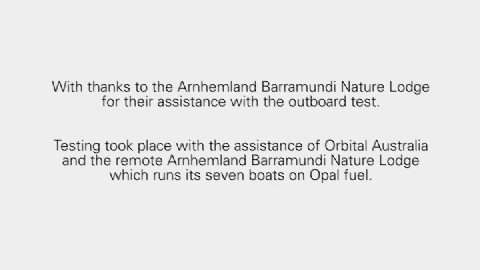 With thanks to the Arnhemland Barramundi Nature Lodge
for their assistance with the outboard test.
Testing took place with the assistance of Orbital Australia
and the remote Arnhemland Barramundi Nature Lodge
which runs its seven boats on Opal fuel.